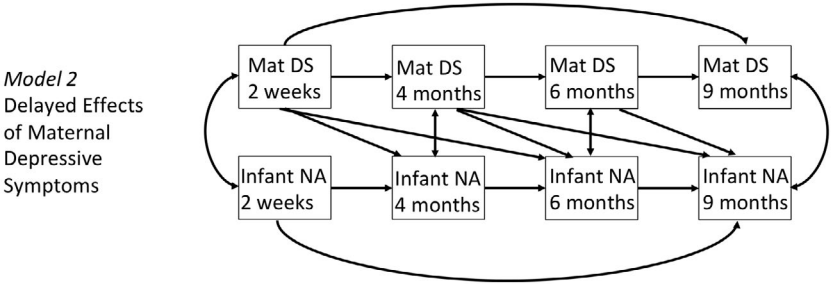 Model 2
Delayed Effects
of Maternal
Depressive
Symptoms
Mat DS
2 weeks
Mat DS
4 months
Mat DS
6 months
Mat DS
9 months
Infant NA
2 weeks
Infant NA
4 months
Infant NA
6 months
Infant NA
9 months